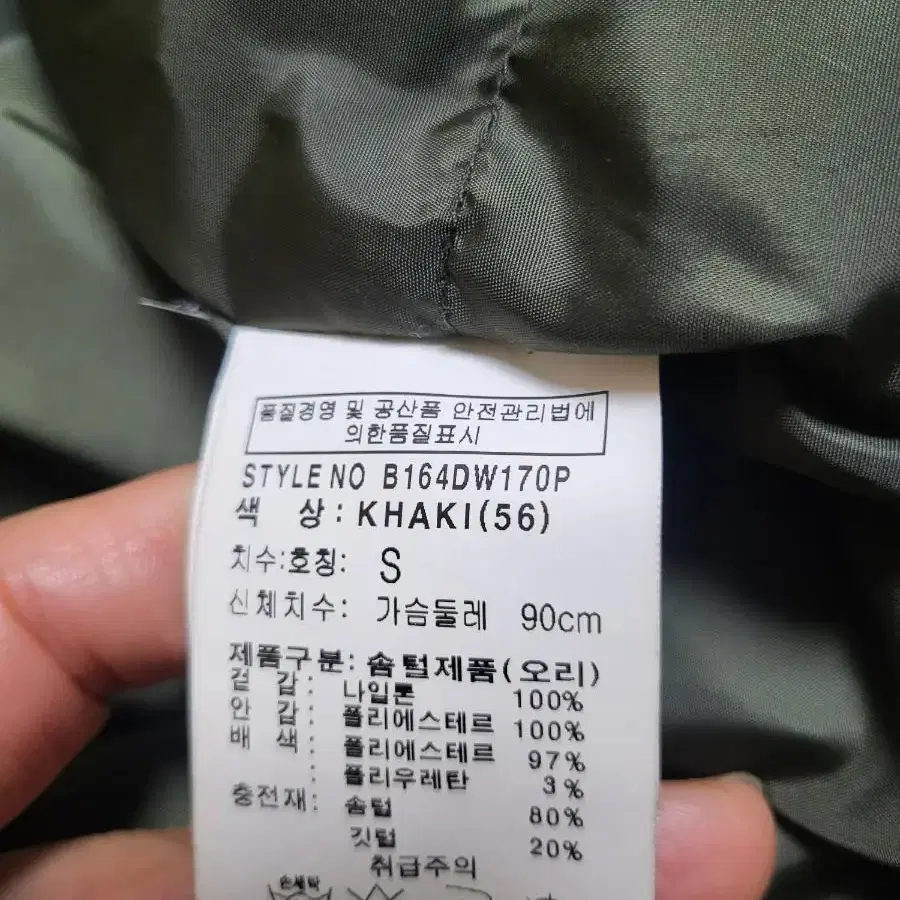 품질경영 및 공산품 안전관리법에
의한품질표시
STYLE NO B164DW170P
색 상 : KHAKI(56)
치수:호칭: S
신체치수: 가슴둘레 90cm
제품구분: 솜털제품(오리)
겉 감 : 나일론 100%
안 감 : 폴리에스테르 100%
배 색 : 폴리에스테르 97%
: 폴리우레탄 3%
충전재: 솜털 80%
깃털 20%
취급주의
손세탁